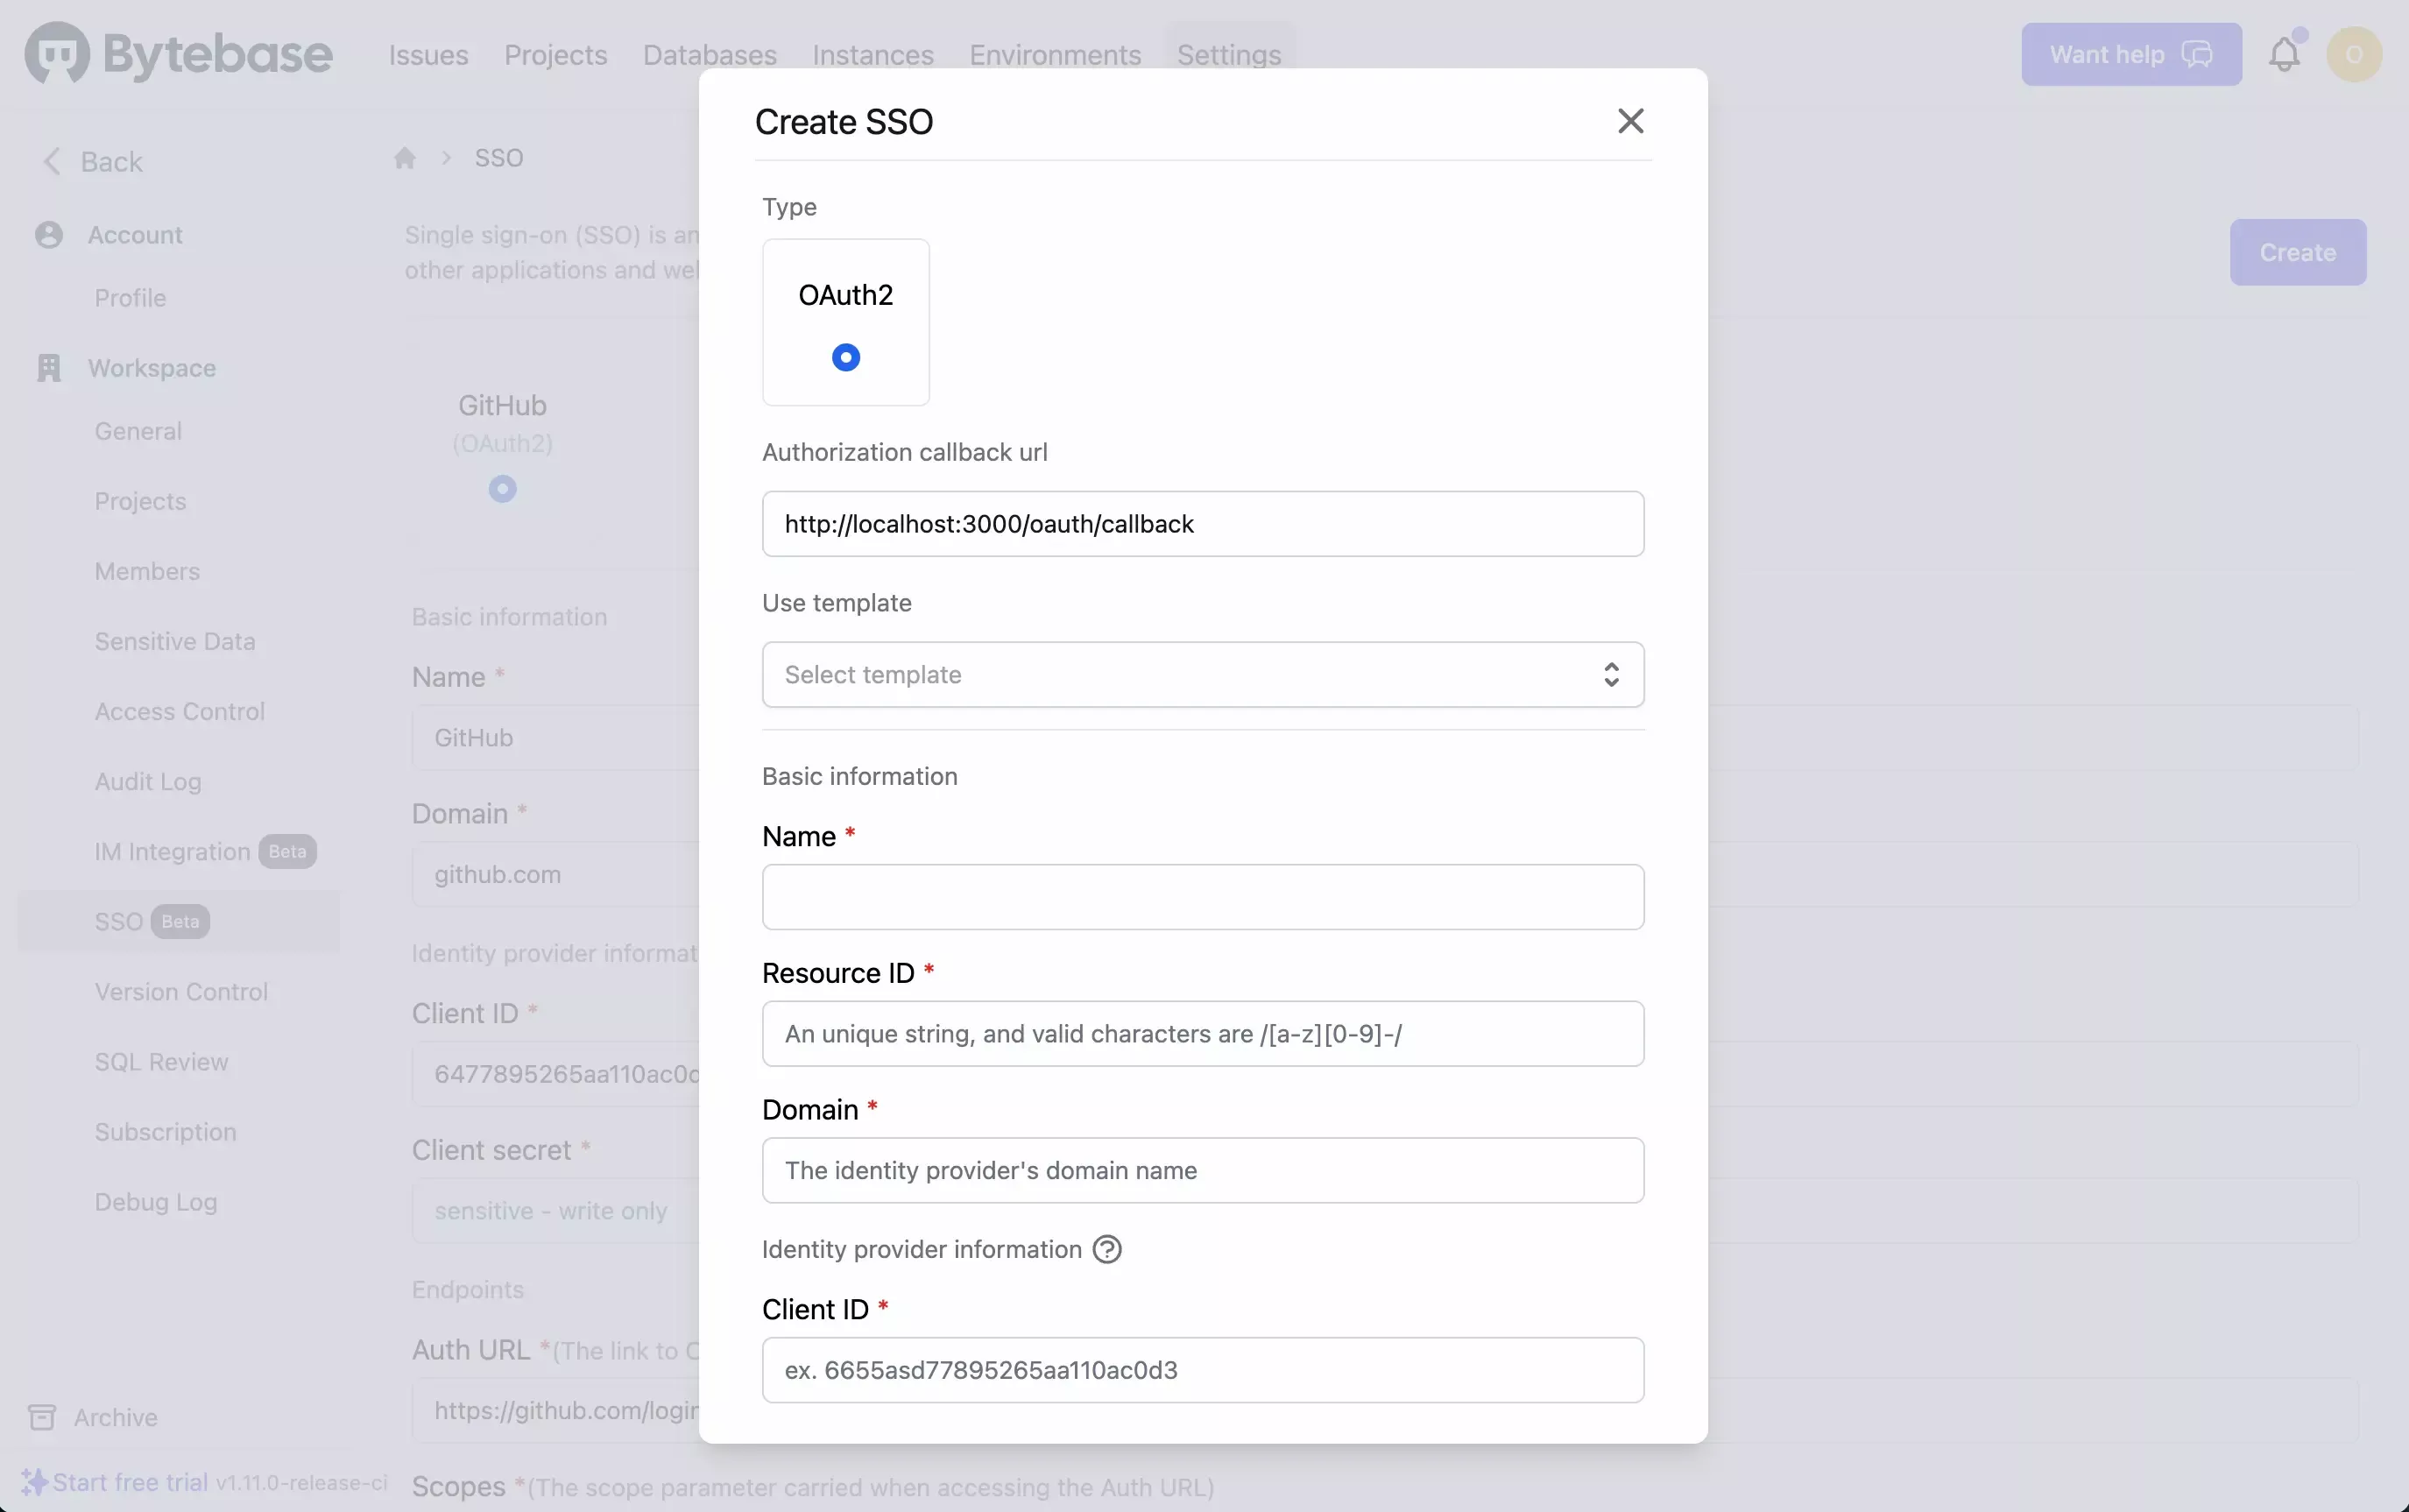 Bytebase
Issues
Projects
Databases
Instances
Environments
Settings
Want help
O
Back
Account
Profile
Workspace
General
Projects
Members
Sensitive Data
Access Control
Audit Log
IM Integration Beta
SSO Beta
Version Control
SQL Review
Subscription
Debug Log
Archive
Start free trial v1.11.0-release-ci
SSO
Single sign-on (SSO) is an
other applications and
Create
GitHub
(OAuth2)
Basic information
Name *
GitHub
Domain *
github.com
Identity provider informat
Client ID *
6477895265aa110ac0d
Client secret *
sensitive - write only
Endpoints
Auth URL *(The link to
https://github.com/login
Scopes *(The scope parameter carried when accessing the Auth URL)
Create SSO
Type
OAuth2
Authorization callback url
http://localhost:3000/oauth/callback
Use template
Select template
Basic information
Name *
Resource ID *
An unique string, and valid characters are /[a-z][0-9]-/
Domain *
The identity provider's domain name
Identity provider information ?
Client ID *
ex. 6655asd77895265aa110ac0d3